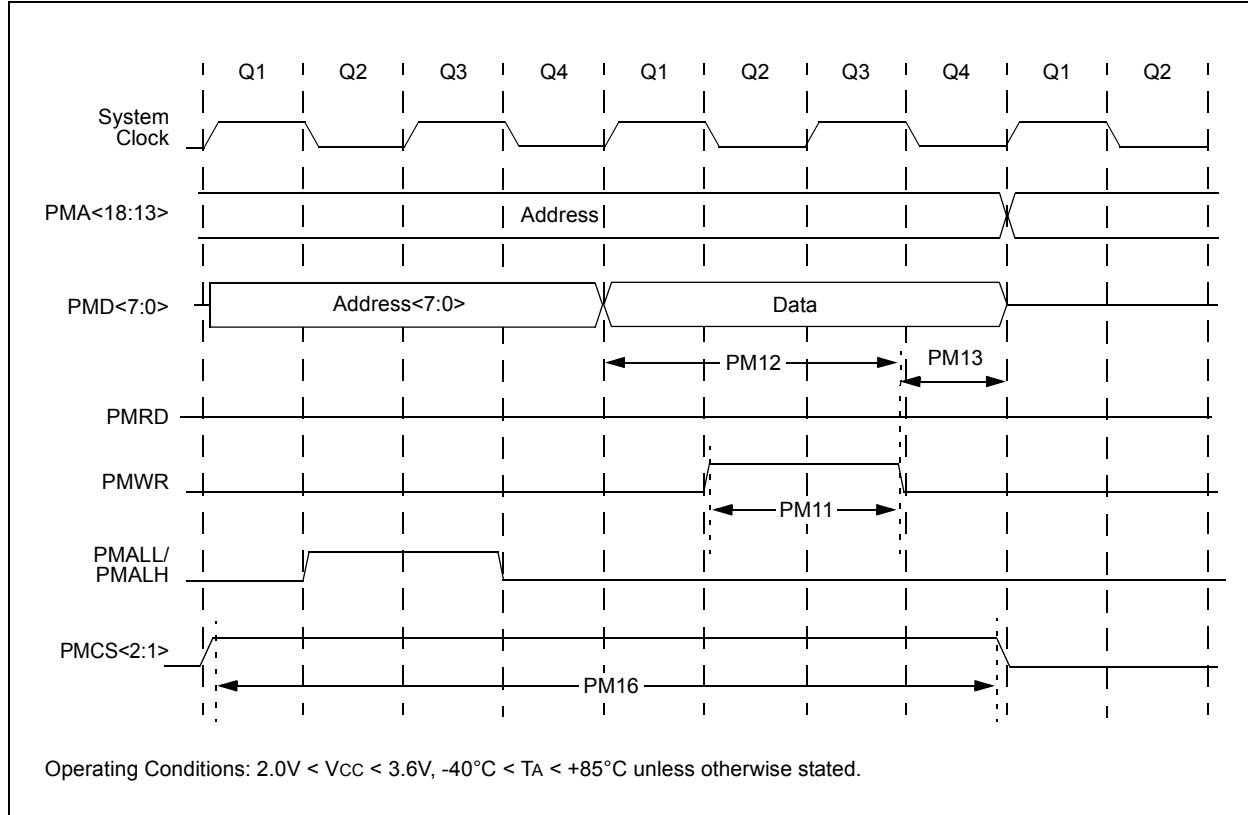 Q1 Q2 Q3 Q4 Q1 Q2 Q3 Q4 Q1 Q2
System
Clock
PMA<18:13>
Address
PMD<7:0>
Address<7:0>
Data
PM12
PM13
PMRD
PMWR
PM11
PMALL/
PMALH
PMCS<2:1>
PM16
Operating Conditions: 2.0V < VCC < 3.6V, -40°C < TA < +85°C unless otherwise stated.